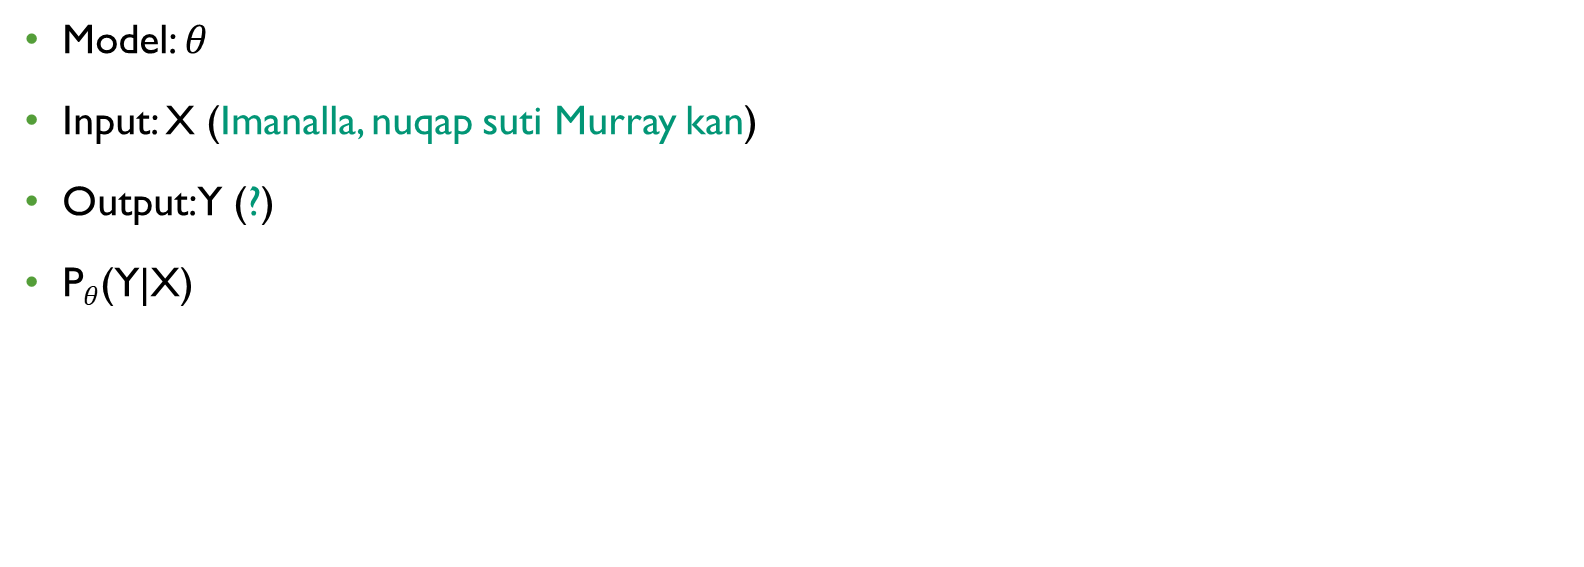 • Model: θ
• Input: X (Imanalla, nuqap suti Murray kan)
• Output: Y (?)
• Pθ(Y|X)